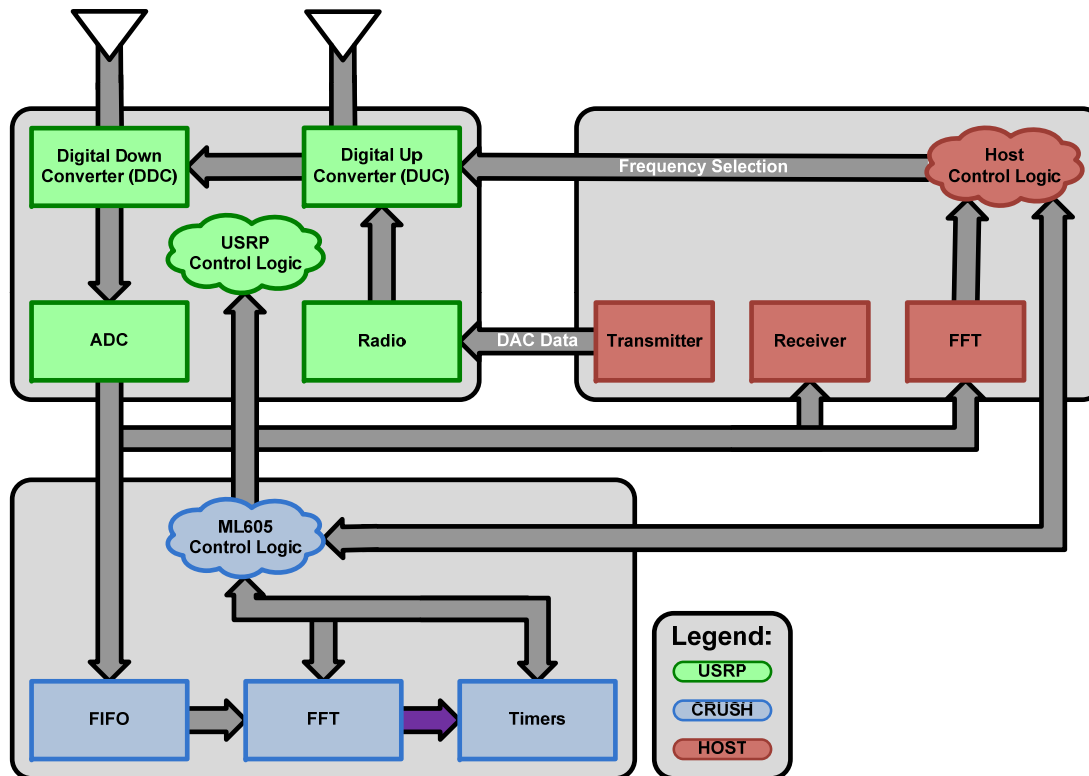 Digital Down
Converter (DDC)
Digital Up
Converter (DUC)
Frequency Selection
Host
Control Logic
USRP
Control Logic
ADC
Radio
DAC Data
Transmitter
Receiver
FFT
ML605
Control Logic
FIFO
FFT
Timers
Legend:
USRP
CRUSH
HOST